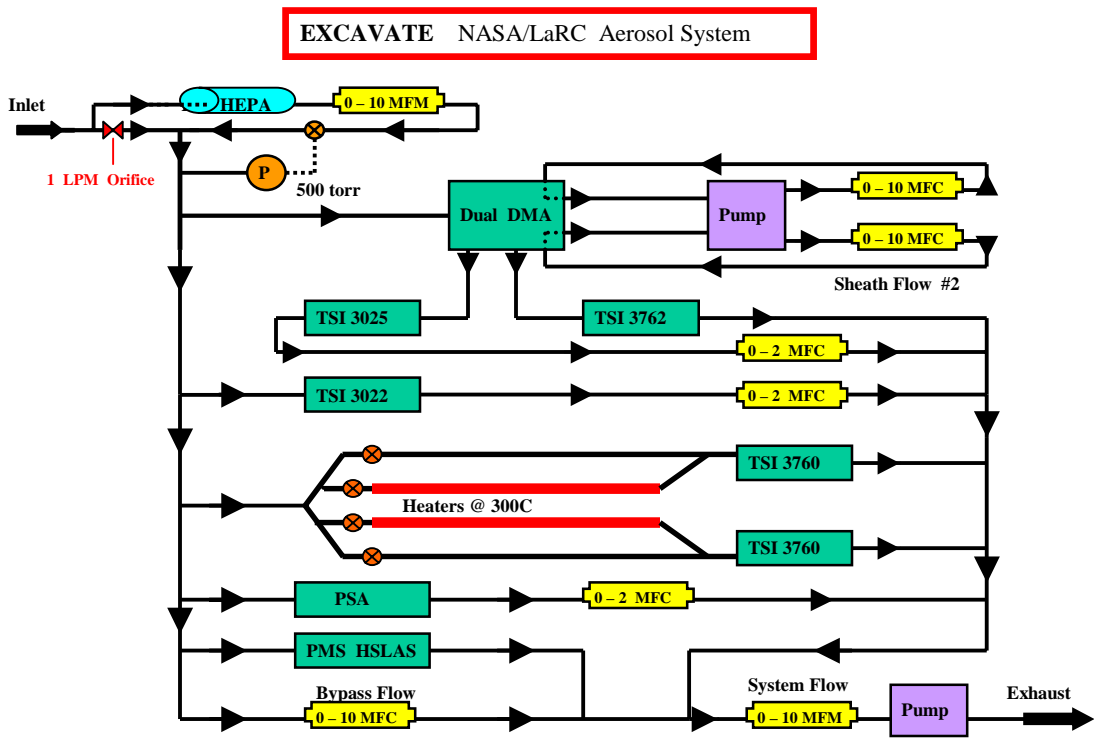 EXCAVATE NASA/LaRC Aerosol System
Inlet
HEPA
0 – 10 MFM
1 LPM Orifice
P
500 torr
Dual DMA
Pump
0 – 10 MFC
0 – 10 MFC
Sheath Flow #2
TSI 3025
TSI 3762
0 – 2 MFC
TSI 3022
0 – 2 MFC
TSI 3760
Heaters @ 300C
TSI 3760
PSA
0 – 2 MFC
PMS HSLAS
Bypass Flow
0 – 10 MFC
System Flow
0 – 10 MFM
Pump
Exhaust